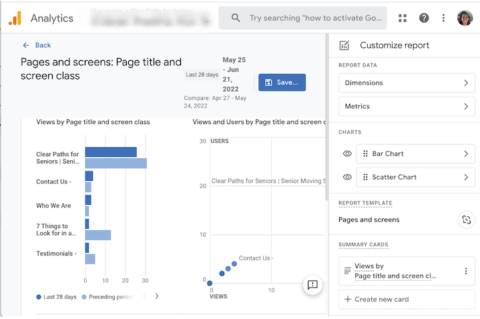 Analytics
Try searching "how to activate Go...
Back
Customize report
Pages and screens: Page title and
screen class
Last 28 days
May 25
- Jun
21,
2022
Compare: Apr 27 - May
24, 2022
Save...
REPORT DATA
Dimensions
Metrics
CHARTS
Bar Chart
Scatter Chart
REPORT TEMPLATE
Pages and screens
SUMMARY CARDS
Views by
Page title and screen cl...
Create new card
Views by Page title and screen class
Clear Paths for
Seniors | Seni...
Contact Us -
Who We Are
7 Things to
Look for in a...
Testimonials -
0 10 20 30
Last 28 days
Preceding period
Views and Users by Page title and screen c
30 USERS
Clear Paths for Seniors | Senior Moving S
20
10
Contact Us -
0
0 10
VIEWS